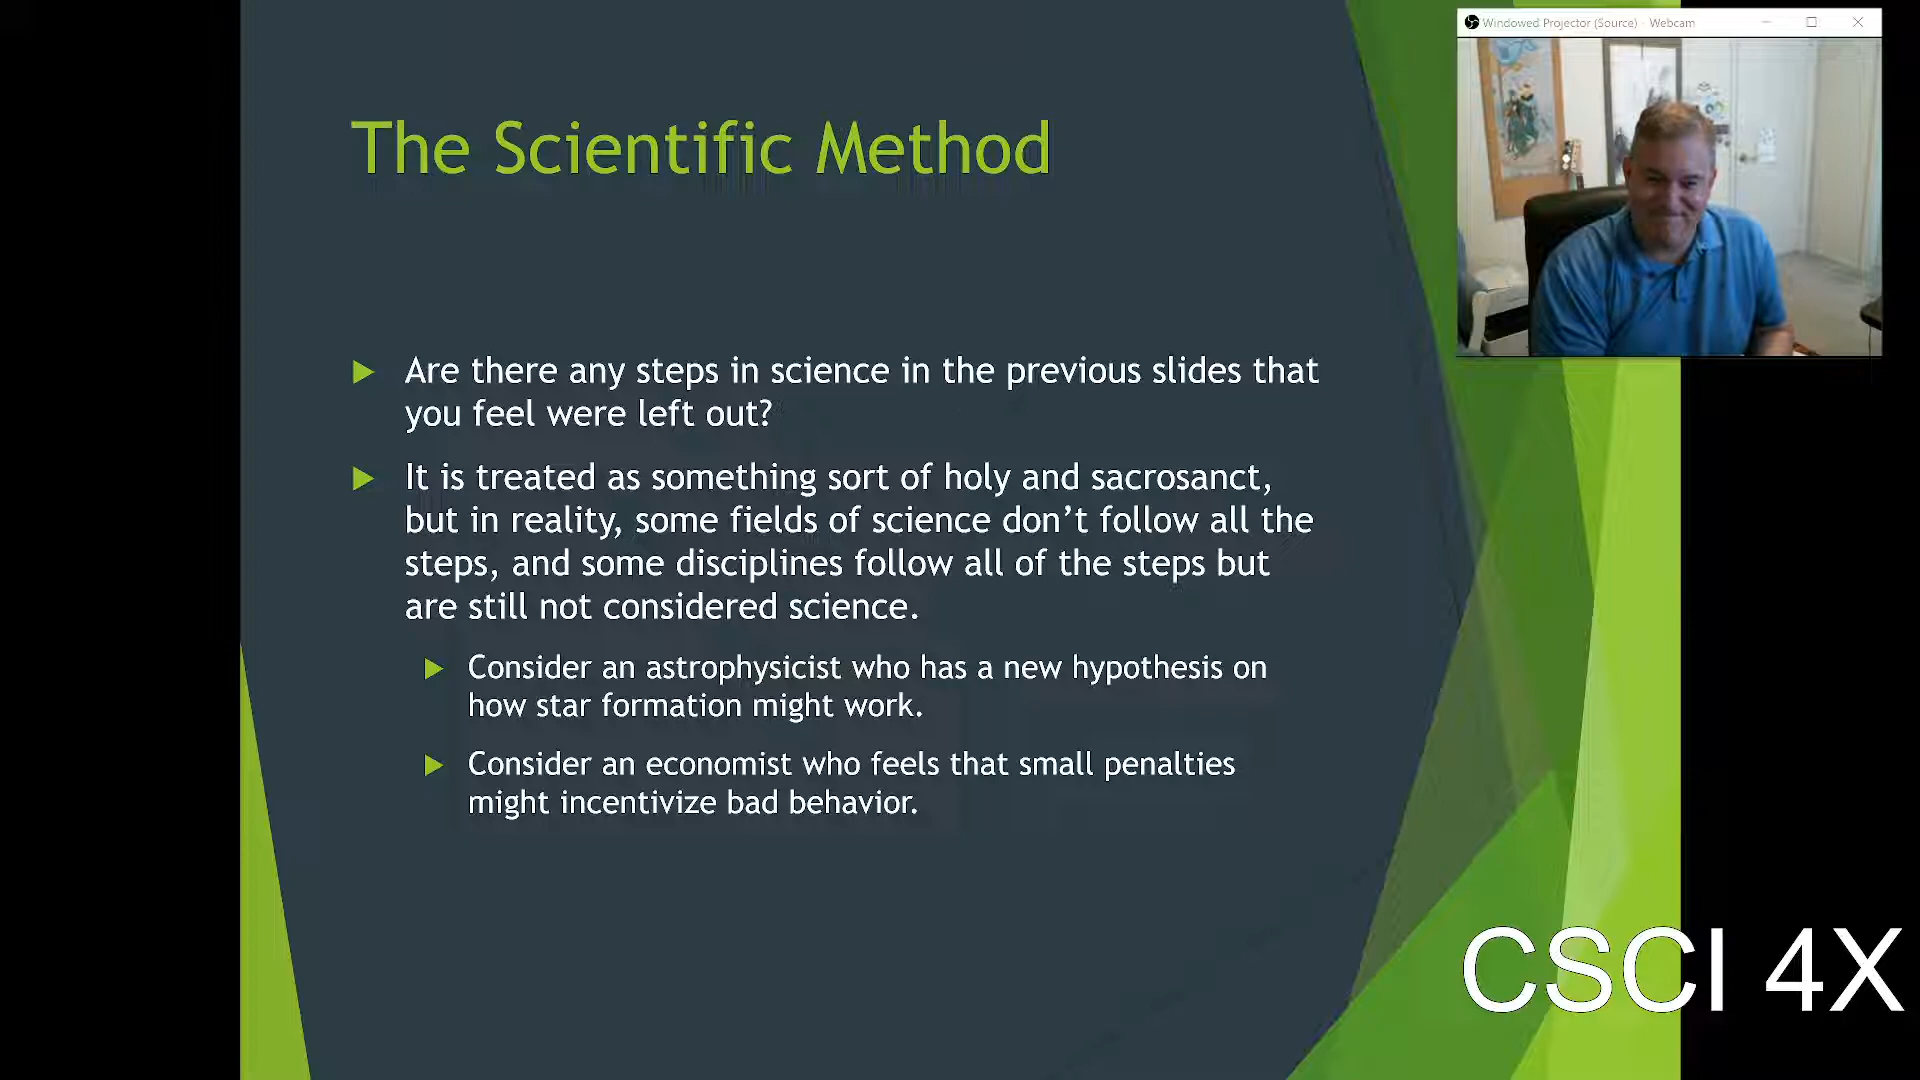 Windowed Projector (Source) - Webcam
The Scientific Method
Are there any steps in science in the previous slides that
you feel were left out?
It is treated as something sort of holy and sacrosanct,
but in reality, some fields of science don’t follow all the
steps, and some disciplines follow all of the steps but
are still not considered science.
Consider an astrophysicist who has a new hypothesis on
how star formation might work.
Consider an economist who feels that small penalties
might incentivize bad behavior.
CSCI 4X